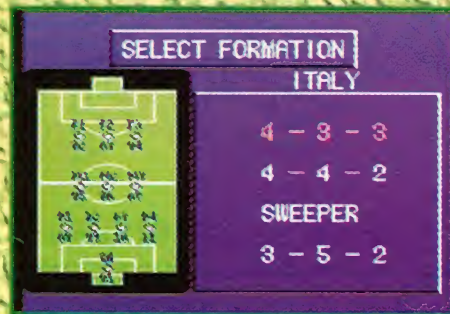 SELECT FORMATION
ITALY
4 - 3 - 3
4 - 4 - 2
SWEEPER
3 - 5 - 2